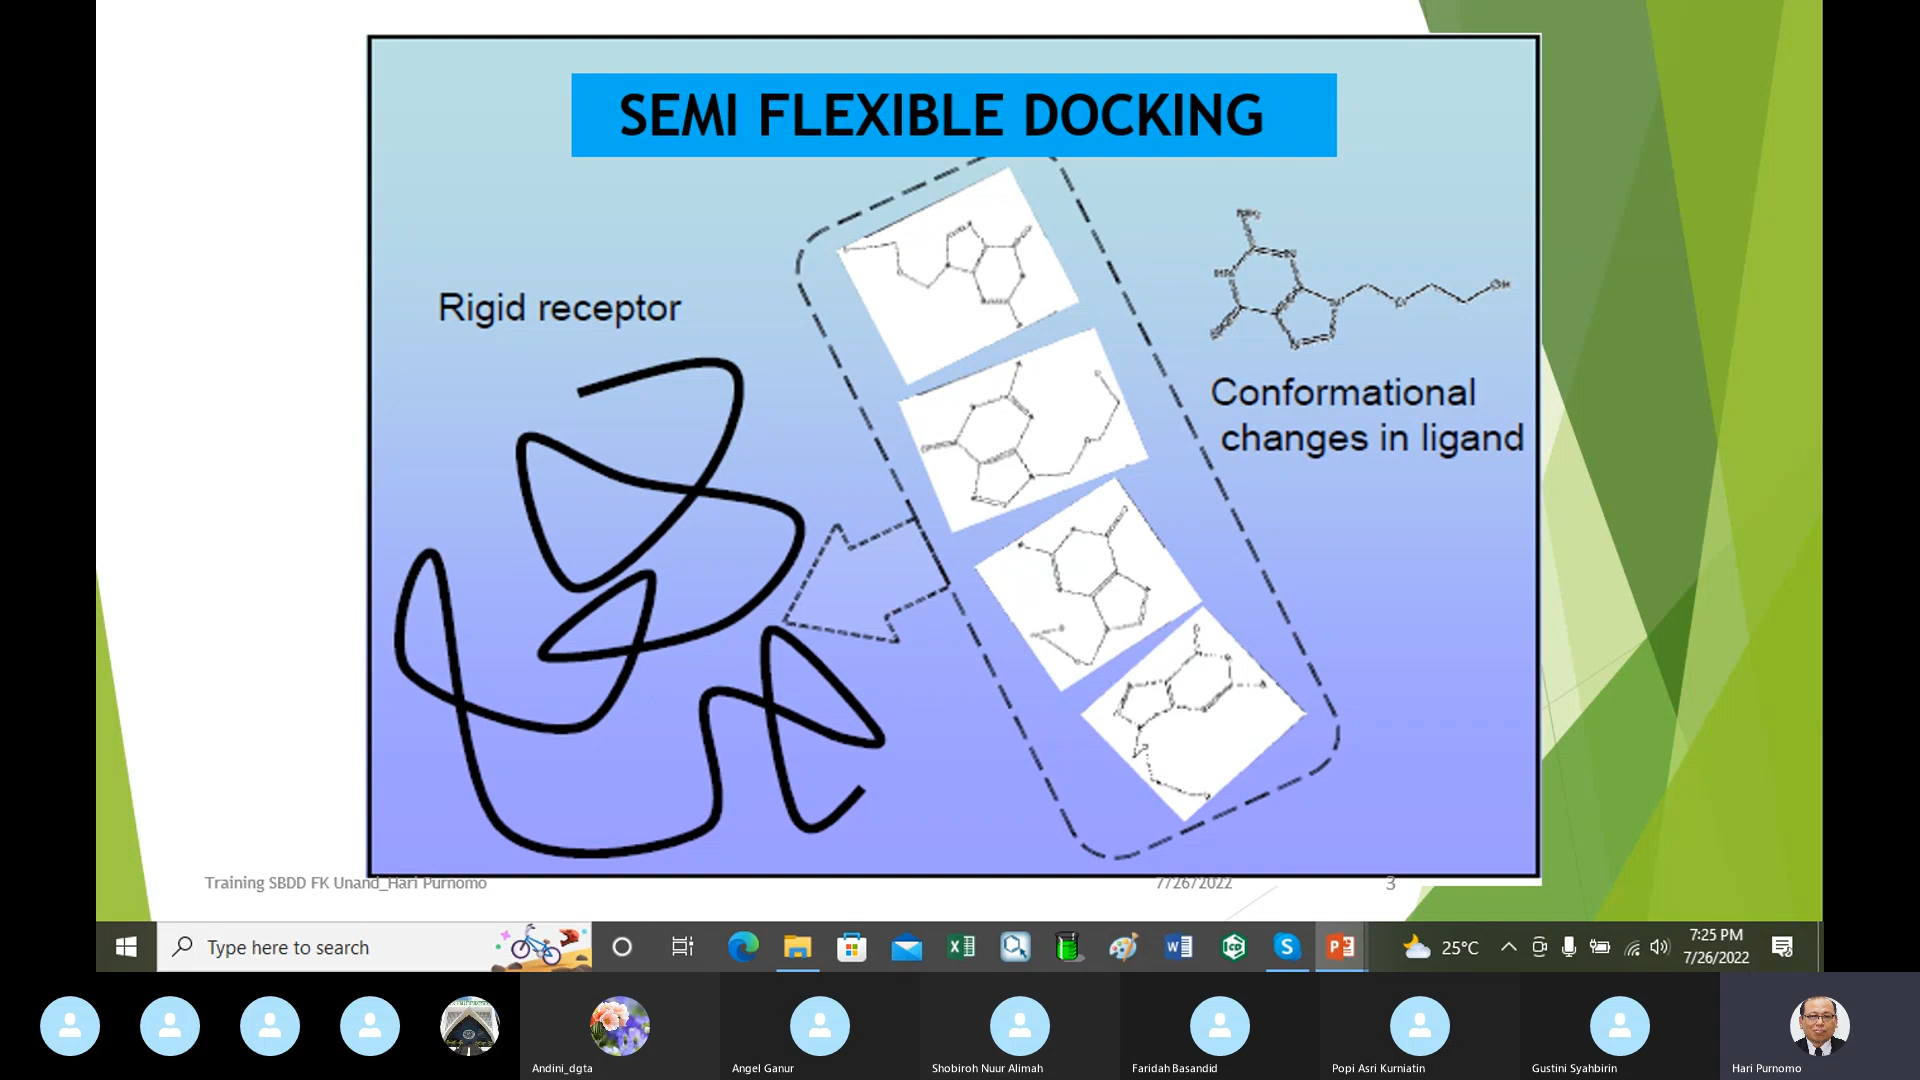 SEMI FLEXIBLE DOCKING
Rigid receptor
Conformational
changes in ligand
OH
Training SBDD FK Unand_Hari Purnomo
7/26/2022
3
Type here to search
25°C
7:25 PM
7/26/2022
Andini_dgta
Angel Ganur
Shobiroh Nuur Alimah
Faridah Basandid
Popi Asri Kurniatin
Gustini Syahbirin
Hari Purnomo